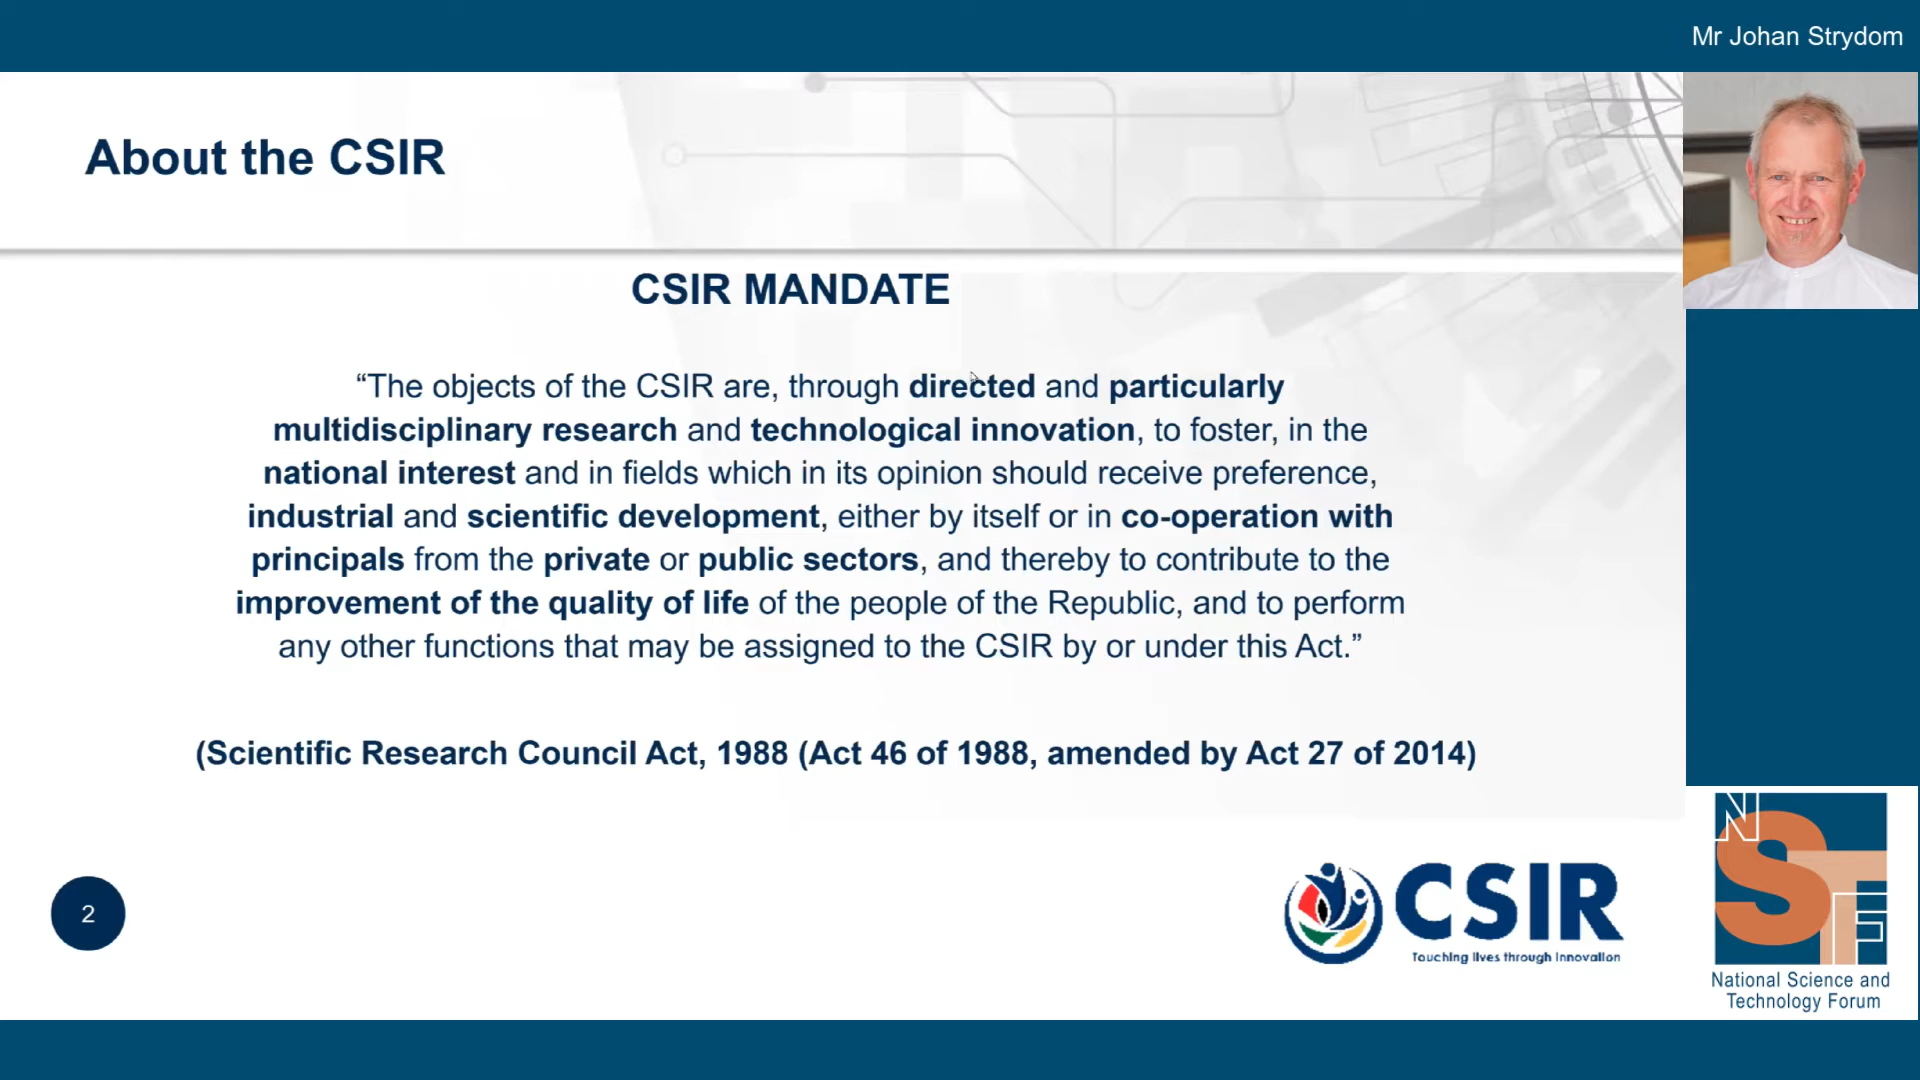 Mr Johan Strydom
About the CSIR
CSIR MANDATE
“The objects of the CSIR are, through directed and particularly
multidisciplinary research and technological innovation, to foster, in the
national interest and in fields which in its opinion should receive preference,
industrial and scientific development, either by itself or in co-operation with
principals from the private or public sectors, and thereby to contribute to the
improvement of the quality of life of the people of the Republic, and to perform
any other functions that may be assigned to the CSIR by or under this Act.”
(Scientific Research Council Act, 1988 (Act 46 of 1988, amended by Act 27 of 2014)
2
CSIR
Touching lives through innovation
NSTF
National Science and
Technology Forum